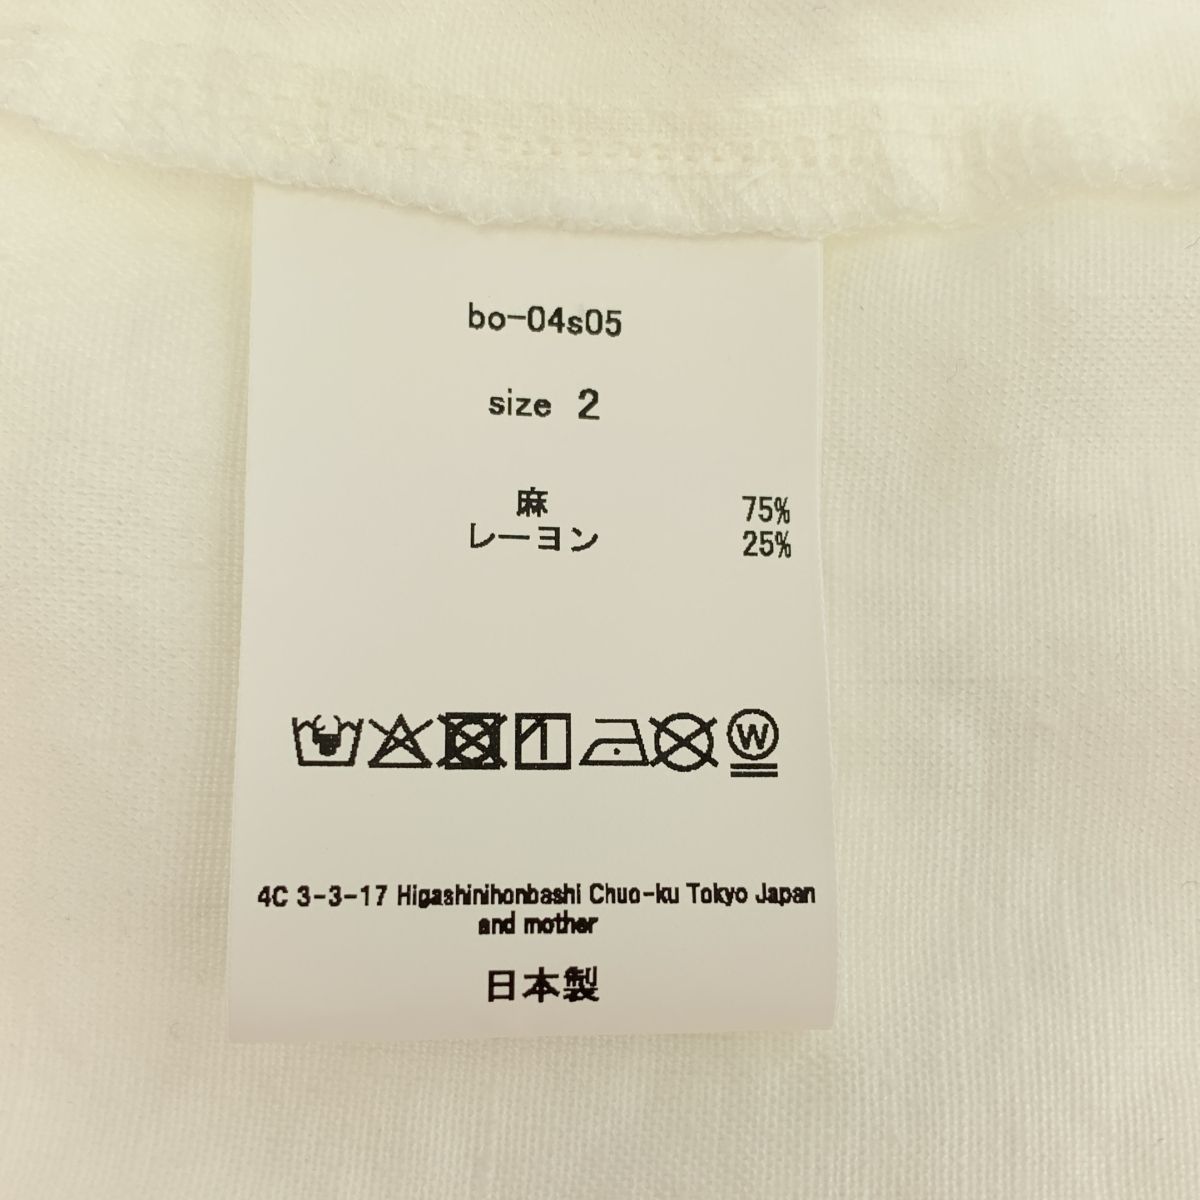 bo-04s05
size 2
麻 75%
レーヨン 25%
W
4C 3-3-17 Higashinihonbashi Chuo-ku Tokyo Japan
and mother
日本製